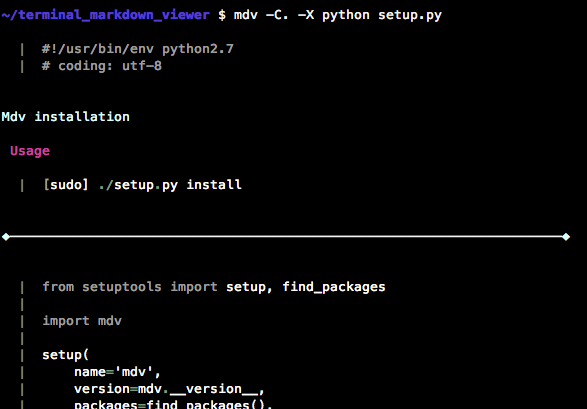 ~/terminal_markdown_viewer $ mdv -C. -X python setup.py
| #!/usr/bin/env python2.7
| # coding: utf-8
Mdv installation
Usage
| [sudo] ./setup.py install
| from setuptools import setup, find_packages
|
| import mdv
|
| setup(
| name='mdv',
| version=mdv.__version__,
| packages=find_packages(),